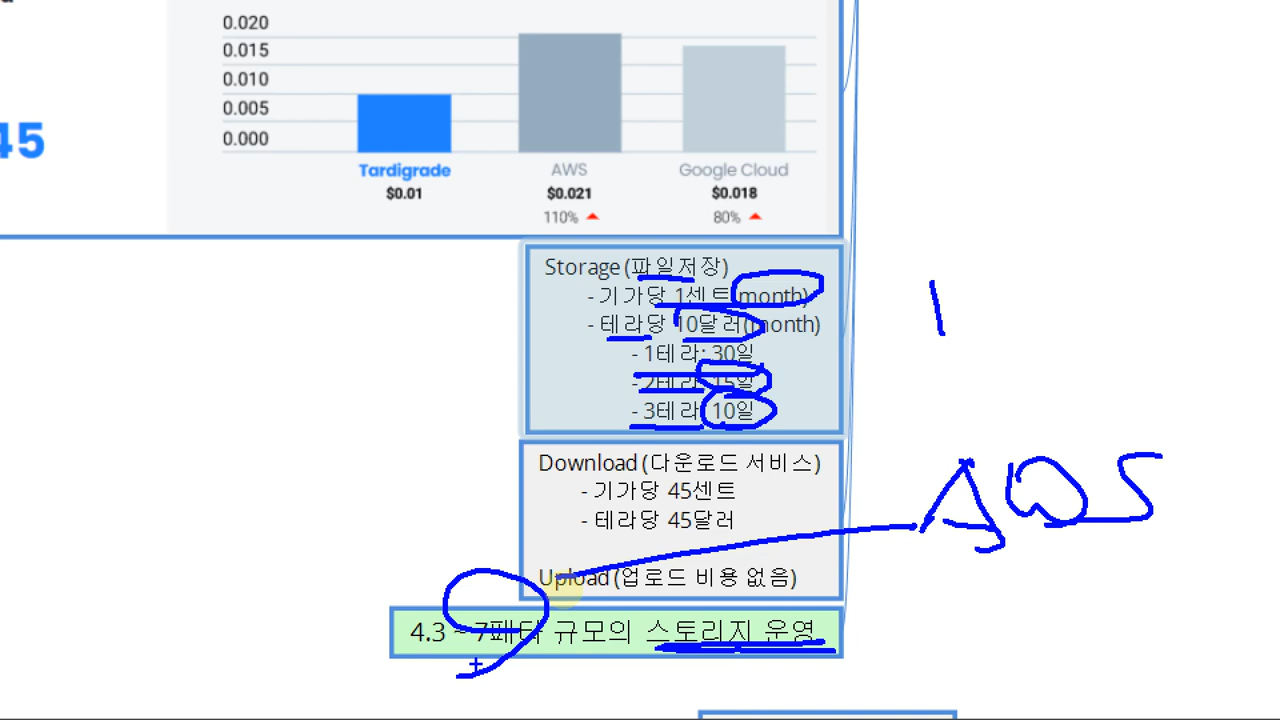 0.020
0.015
0.010
0.005
0.000
45
Tardigrade
AWS
Google Cloud
$0.01
$0.021
$0.018
110%
80%
Storage (파일저장)
- 기가당 1센트(month)
- 테라당 10달러(month)
- 1테라: 30일
- 2테라: 15일
- 3테라: 10일
Download (다운로드 서비스)
- 기가당 45센트
- 테라당 45달러
Upload (업로드 비용 없음)
4.3 ~ 7페타 규모의 스토리지 운영